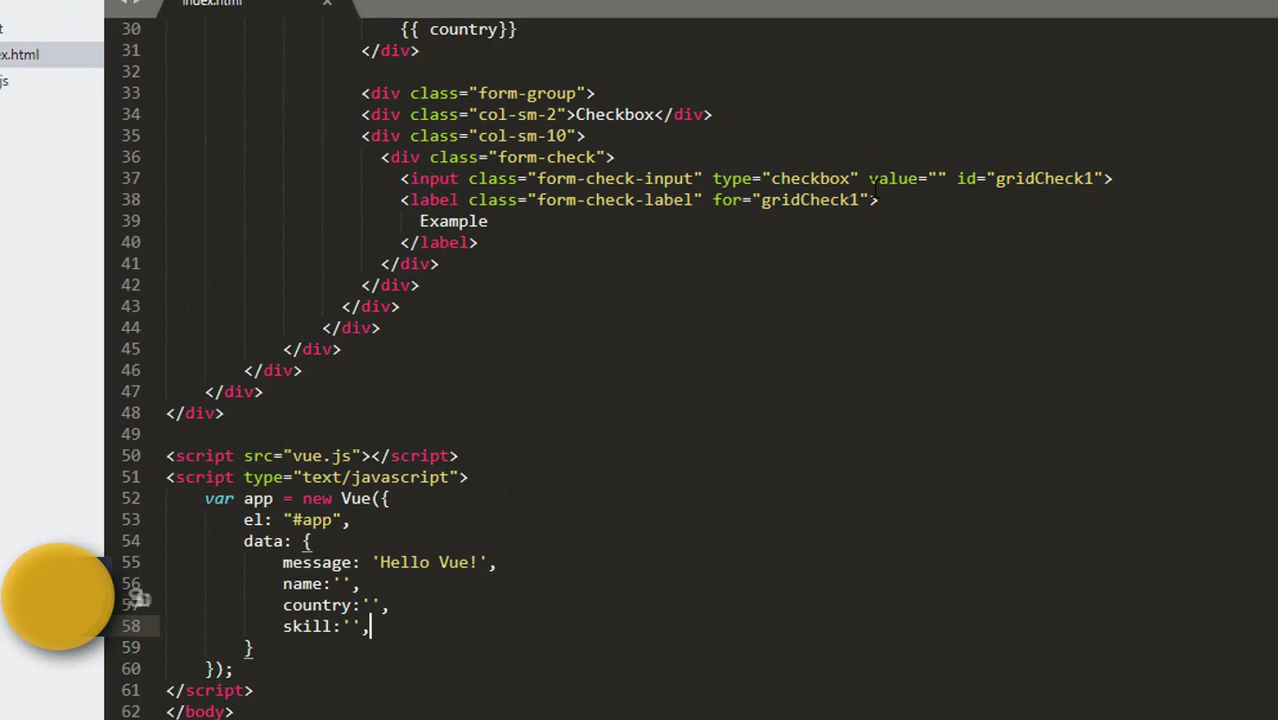 index.html
ex.html
js
30 {{ country}}
31 </div>
32
33 <div class="form-group">
34 <div class="col-sm-2">Checkbox</div>
35 <div class="col-sm-10">
36 <div class="form-check">
37 <input class="form-check-input" type="checkbox" value="" id="gridCheck1">
38 <label class="form-check-label" for="gridCheck1">
39 Example
40 </label>
41 </div>
42 </div>
43 </div>
44 </div>
45 </div>
46 </div>
47 </div>
48 </div>
49
50 <script src="vue.js"></script>
51 <script type="text/javascript">
52 var app = new Vue({
53 el: "#app",
54 data: {
55 message: 'Hello Vue!',
56 name:'',
country:'',
58 skill:'',
59 }
60 });
61 </script>
62 </body>